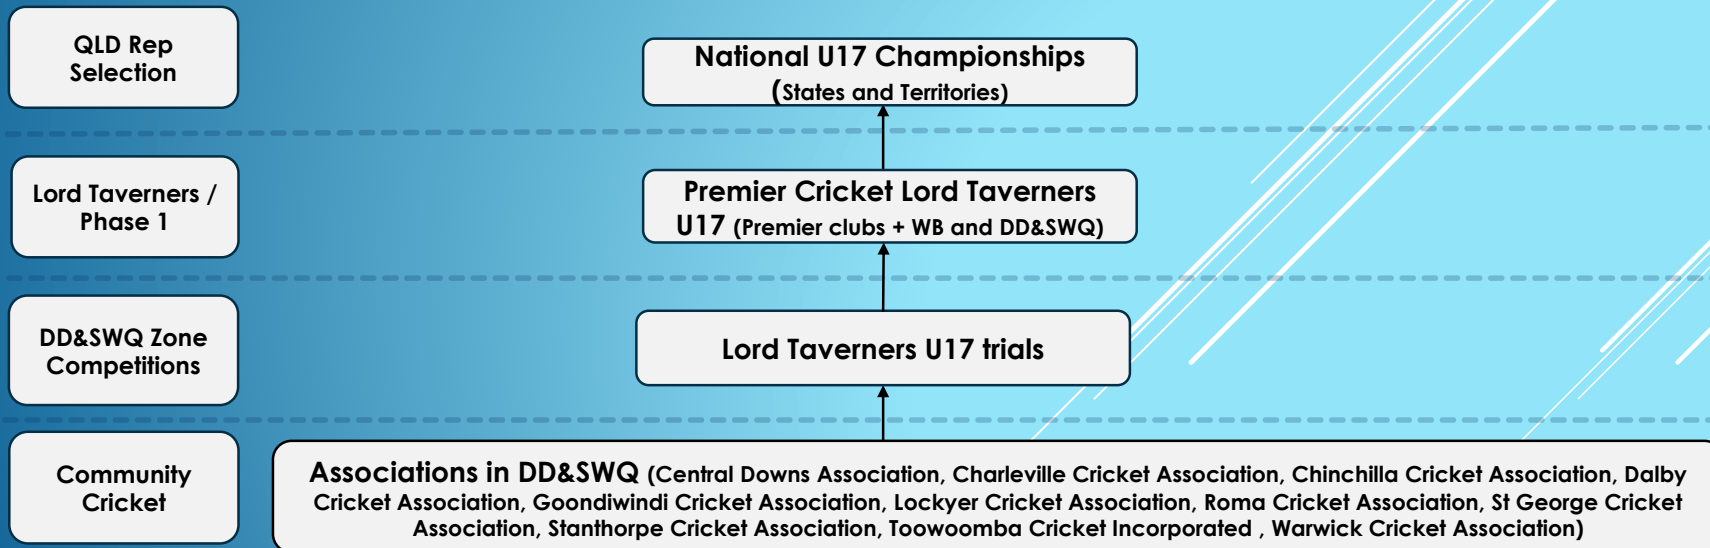 QLD Rep
Selection
National U17 Championships
(States and Territories)
Lord Taverners /
Phase 1
Premier Cricket Lord Taverners
U17 (Premier clubs + WB and DD&SWQ)
DD&SWQ Zone
Competitions
Lord Taverners U17 trials
Community
Cricket
Associations in DD&SWQ (Central Downs Association, Charleville Cricket Association, Chinchilla Cricket Association, Dalby
Cricket Association, Goondiwindi Cricket Association, Lockyer Cricket Association, Roma Cricket Association, St George Cricket
Association, Stanthorpe Cricket Association, Toowoomba Cricket Incorporated , Warwick Cricket Association)